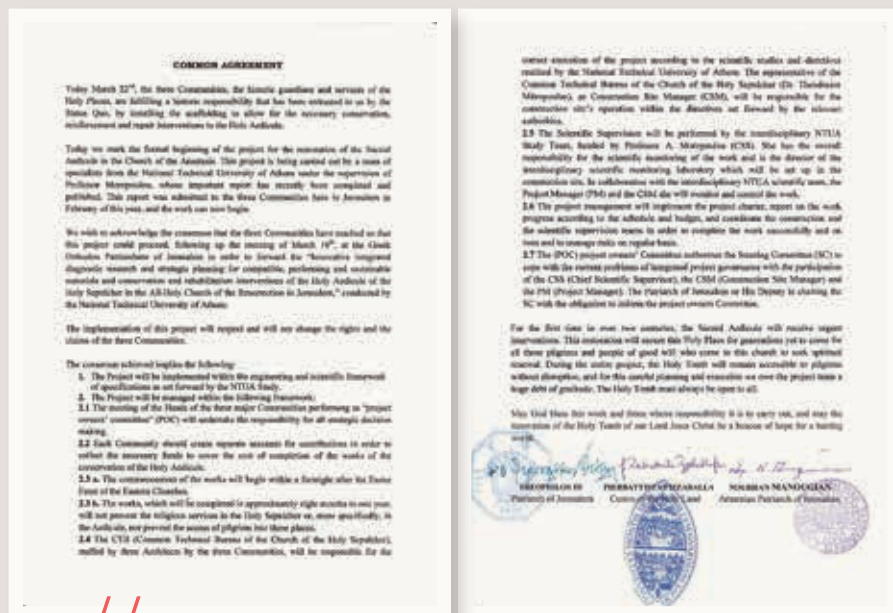 COMMON AGREEMENT
Today March 22nd, the three Communities, the historic guardians and servants of the
Holy Places, are fulfilling a historic responsibility that has been entrusted to us by the
Status Quo, by installing the scaffolding to allow for the necessary conservation,
reinforcement and repair interventions to the Holy Aedicule.
Today we mark the formal beginning of the project for the restoration of the Sacred
Aedicule in the Church of the Anastasis. This project is being carried out by a team of
specialists from the National Technical University of Athens under the supervision of
Professor Moropoulou, whose important report has recently been completed and
published. This report was submitted to the three Communities here in Jerusalem in
February of this year, and the work can now begin.
We wish to acknowledge the consensus that the three Communities have reached so that
this project could proceed, following up the meeting of March 16th, at the Greek
Orthodox Patriarchate of Jerusalem in order to forward the "Innovative integrated
diagnostic research and strategic planning for compatible, performing and sustainable
materials and conservation and rehabilitation interventions of the Holy Aedicule of the
Holy Sepulcher in the All-Holy Church of the Resurrection in Jerusalem," conducted by
the National Technical University of Athens.
The implementation of this project will respect and will not change the rights and the
claims of the three Communities.
The consensus achieved implies the following:
1. The Project will be implemented within the engineering and scientific framework
of specifications as set forward by the NTUA Study.
2. The Project will be managed within the following framework:
2.1 The meeting of the Heads of the three major Communities performing as "project
owners' committee" (POC) will undertake the responsibility for all strategic decision
making.
2.2 Each Community should create separate accounts for contributions in order to
collect the necessary funds to cover the cost of completion of the works of the
conservation of the Holy Aedicule.
2.3 a. The commencement of the works will begin within a fortnight after the Easter
Feast of the Eastern Churches.
2.3 b. The works, which will be completed in approximately eight months to one year,
will not prevent the religious services in the Holy Sepulcher or, more specifically, in
the Aedicule, nor prevent the access of pilgrims into these places.
2.4 The CTB (Common Technical Bureau of the Church of the Holy Sepulcher),
staffed by three Architects by the three Communities, will be responsible for the
correct execution of the project according to the scientific studies and directions
realized by the National Technical University of Athens. The representative of the
Common Technical Bureau of the Church of the Holy Sepulcher (Dr. Theodosios
Mitropoulos), as Construction Site Manager (CSM), will be responsible for the
construction site's operation within the directives set forward by the relevant
authorities.
2.5 The Scientific Supervision will be performed by the interdisciplinary NTUA
Study Team, headed by Professor A. Moropoulou (CSS). She has the overall
responsibility for the scientific monitoring of the work and is the director of the
interdisciplinary scientific monitoring laboratory which will be set up in the
construction site. In collaboration with the interdisciplinary NTUA scientific team, the
Project Manager (PM) and the CSM she will monitor and control the work.
2.6 The project management will implement the project charter, report on the work
progress according to the schedule and budget, and coordinate the construction and
the scientific supervision teams in order to complete the work successfully and on
time and to manage risks on regular basis.
2.7 The (POC) project owners' Committee authorizes the Steering Committee (SC) to
cope with the current problems of integrated project governance with the participation
of the CSS (Chief Scientific Supervisor), the CSM (Construction Site Manager) and
the PM (Project Manager). The Patriarch of Jerusalem or His Deputy is chairing the
SC with the obligation to inform the project owners Committee.
For the first time in over two centuries, the Sacred Aedicule will receive urgent
interventions. This restoration will secure this Holy Place for generations yet to come for
all those pilgrims and people of good will who come to this church to seek spiritual
renewal. During the entire project, the Holy Tomb will remain accessible to pilgrims
without disruption, and for this careful planning and execution we owe the project team a
huge debt of gratitude. The Holy Tomb must always be open to all.
May God bless this work and those whose responsibility it is to carry out, and may the
restoration of the Holy Tomb of our Lord Jesus Christ be a beacon of hope for a hurting
world.
THEOPHILOS III PIERBATTISTA PIZZABALLA NOURHAN MANOUGIAN
Patriarch of Jerusalem Custos of the Holy Land Armenian Patriarch of Jerusalem